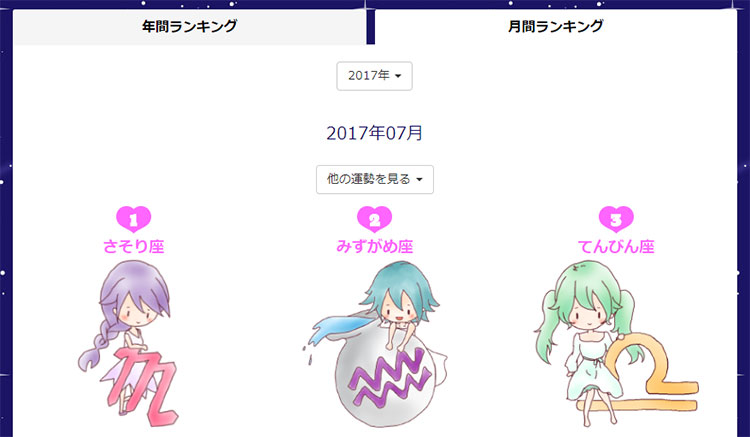 年間ランキング
月間ランキング
2017年
2017年07月
他の運勢を見る
1
2
3
さそり座
みずがめ座
てんびん座